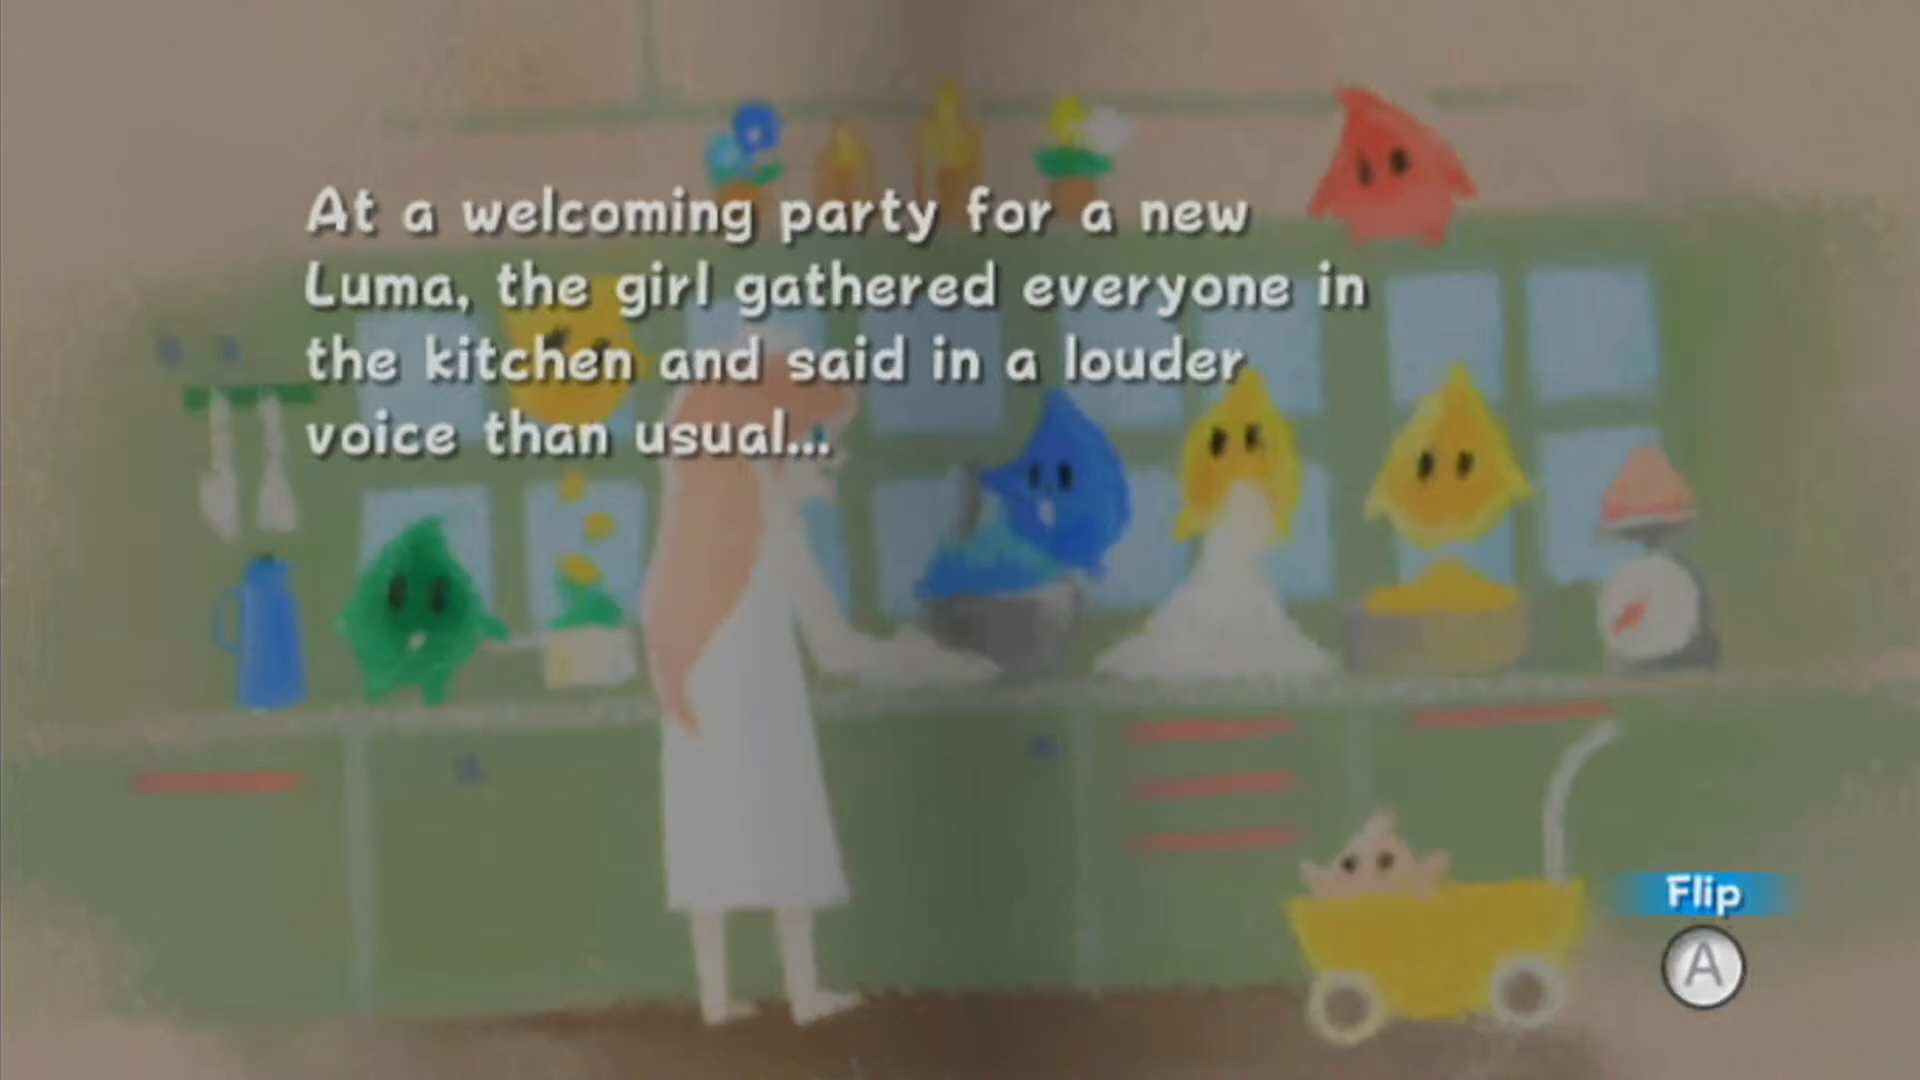 At a welcoming party for a new
Luma, the girl gathered everyone in
the kitchen and said in a louder
voice than usual...
Flip
A